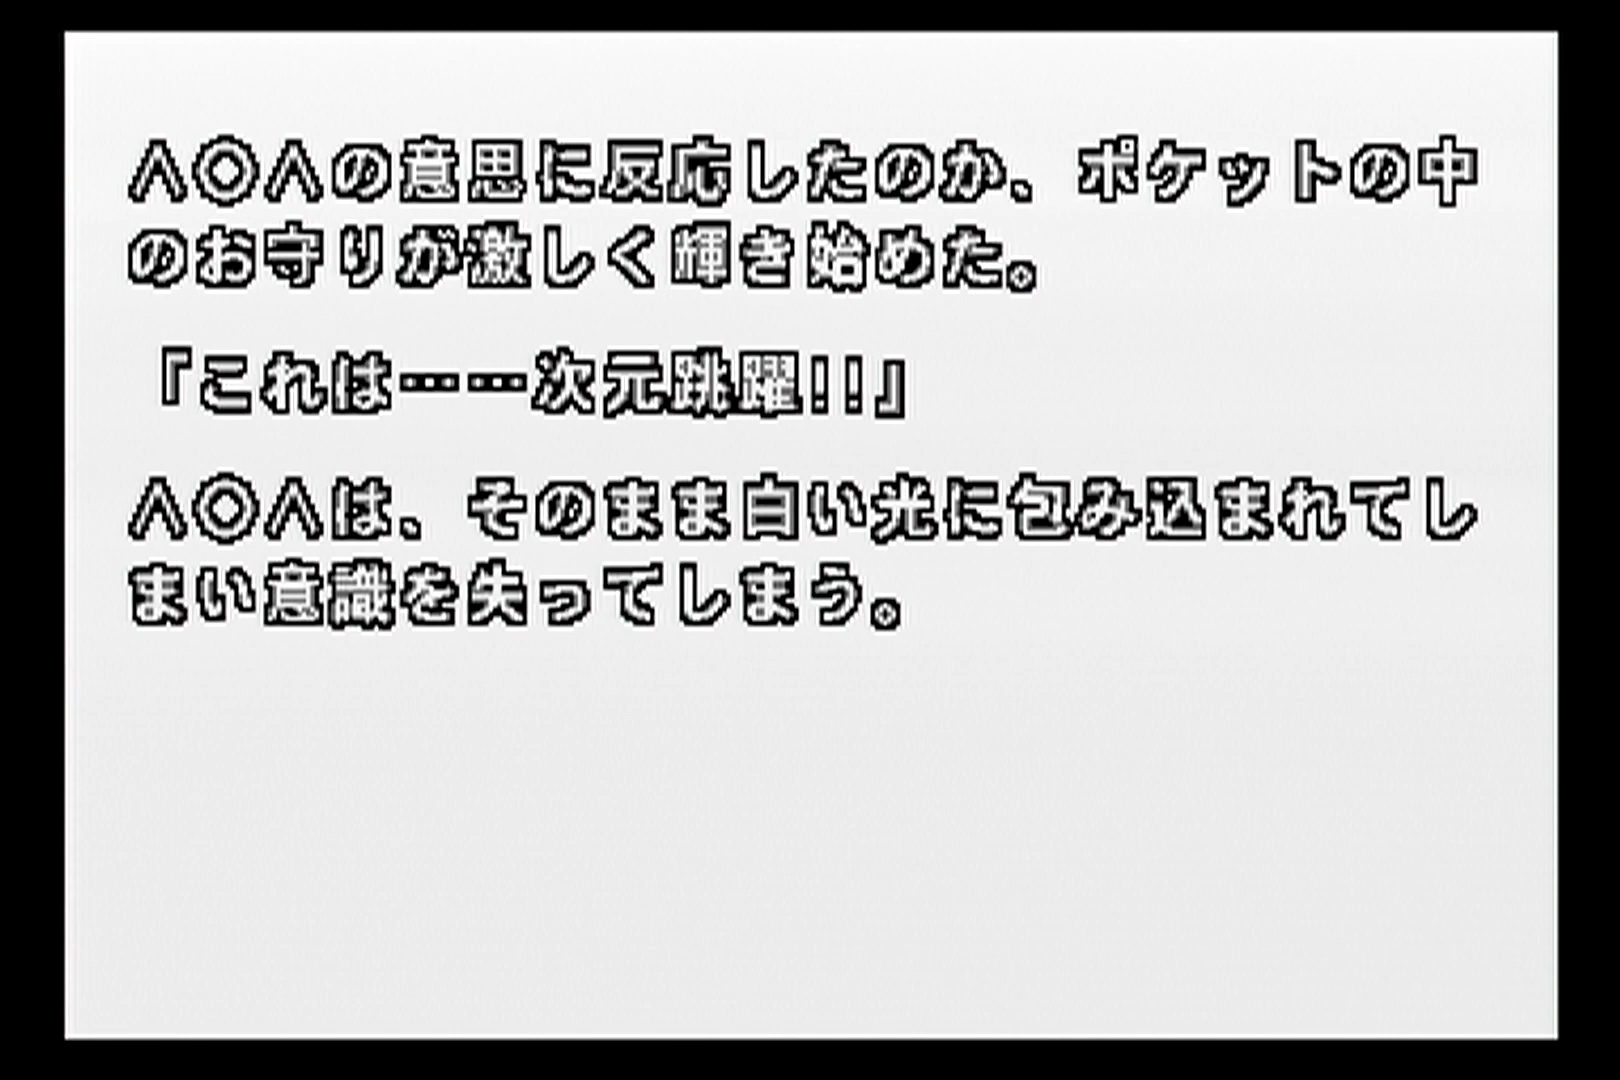 ∧◎∧の意思に反応したのか、ポケットの中
のお守りが激しく輝き始めた。
『これは……次元跳躍!!』
∧◎∧は、そのまま白い光に包み込まれてし
まい意識を失ってしまう。